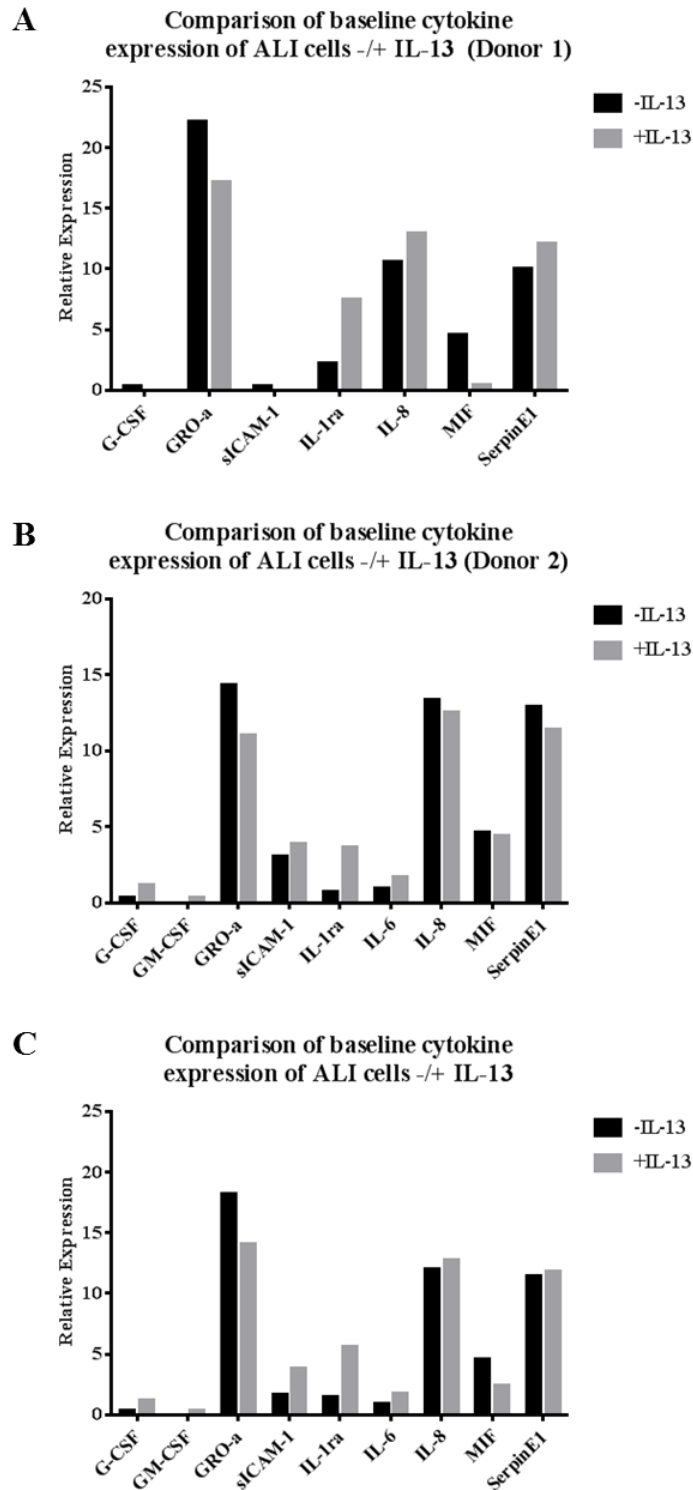 A
Comparison of baseline cytokine
expression of ALI cells -/+ IL-13 (Donor 1)
-IL-13
+IL-13
Relative Expression
25
20
15
10
5
0
G-CSF
GRO-a
sICAM-1
IL-1ra
IL-8
MIF
SerpinE1
B
Comparison of baseline cytokine
expression of ALI cells -/+ IL-13 (Donor 2)
-IL-13
+IL-13
Relative Expression
20
15
10
5
0
G-CSF
GM-CSF
GRO-a
sICAM-1
IL-1ra
IL-6
IL-8
MIF
SerpinE1
C
Comparison of baseline cytokine
expression of ALI cells -/+ IL-13
-IL-13
+IL-13
Relative Expression
25
20
15
10
5
0
G-CSF
GM-CSF
GRO-a
sICAM-1
IL-1ra
IL-6
IL-8
MIF
SerpinE1